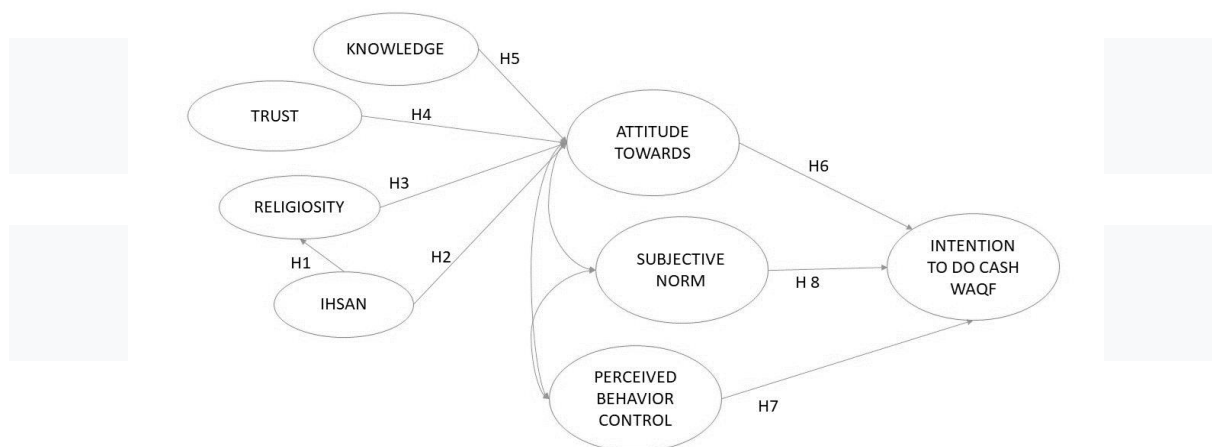 KNOWLEDGE
H5
TRUST
H4
ATTITUDE
TOWARDS
H6
H3
RELIGIOSITY
H1
H2
IHSAN
SUBJECTIVE
NORM
H 8
INTENTION
TO DO CASH
WAQF
PERCEIVED
BEHAVIOR
CONTROL
H7